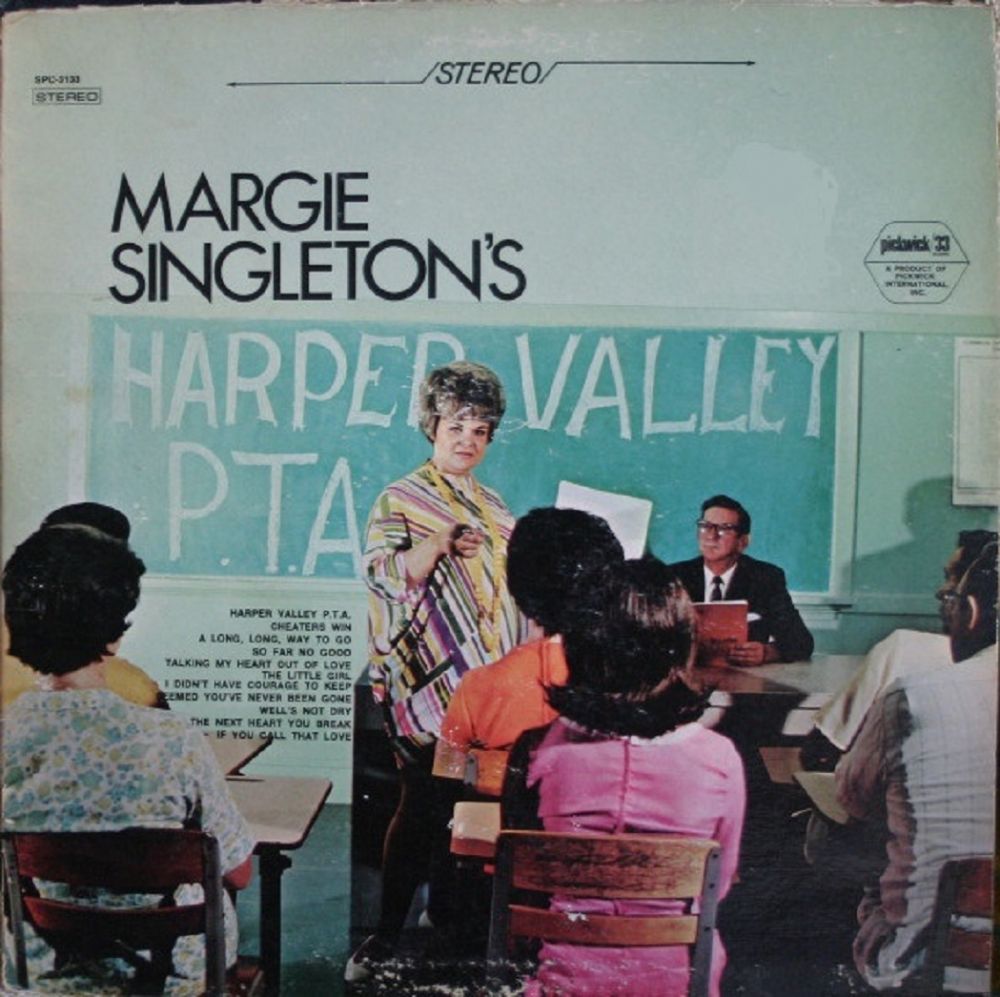 SPC-3133
STEREO
/STEREO/
MARGIE
SINGLETON'S
pickwick/33
A PRODUCT OF
PICKWICK
INTERNATIONAL,
INC.
HARPER VALLEY
P.T.A
HARPER VALLEY P.T.A.
CHEATERS WIN
A LONG, LONG, WAY TO GO
SO FAR NO GOOD
TALKING MY HEART OUT OF LOVE
THE LITTLE GIRL
I DIDN'T HAVE COURAGE TO KEEP
EEMED YOU'VE NEVER BEEN GONE
WELL'S NOT DRY
THE NEXT HEART YOU BREAK
IF YOU CALL THAT LOVE